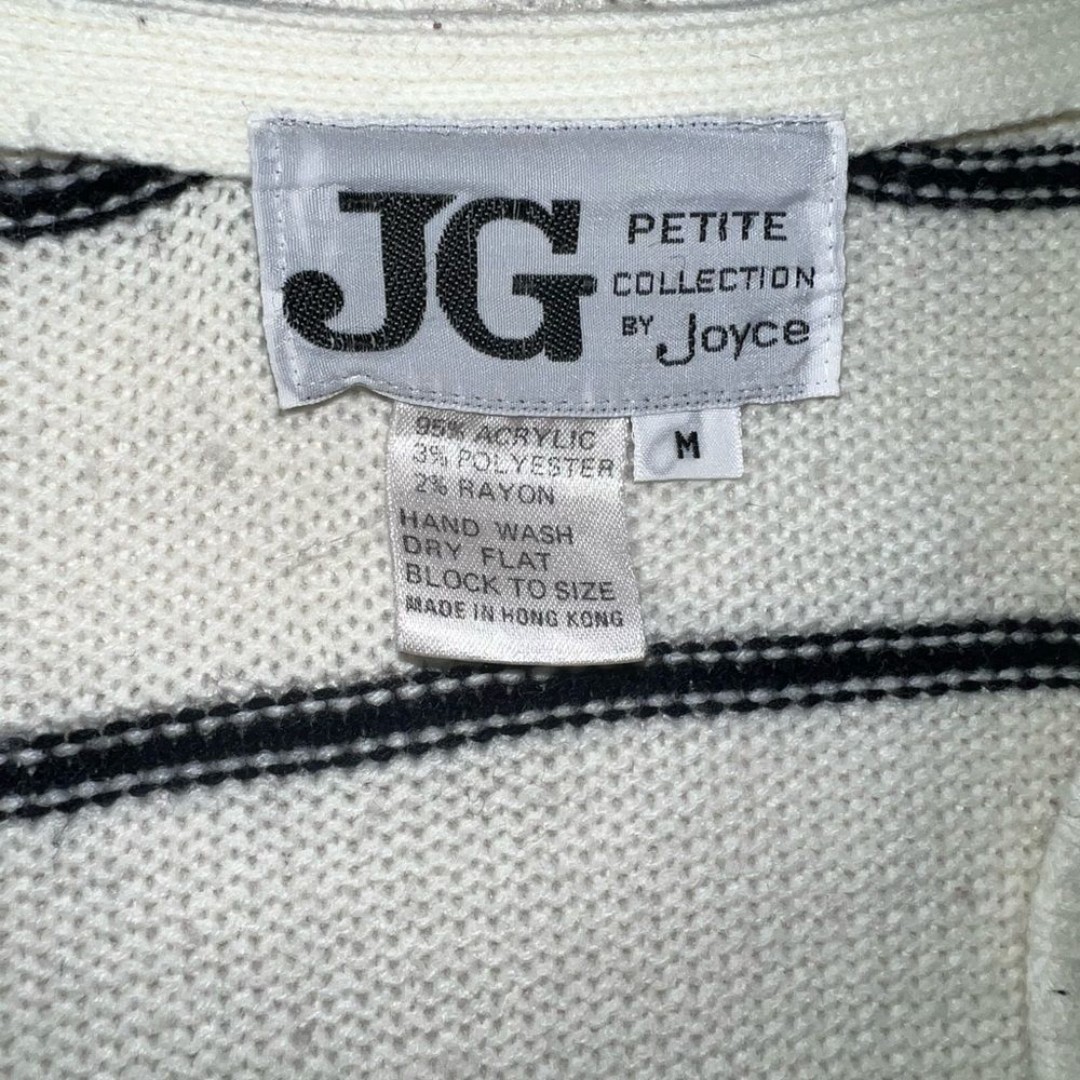 JG
PETITE
COLLECTION
BY Joyce
M
95% ACRYLIC
3% POLYESTER
2% RAYON
HAND WASH
DRY FLAT
BLOCK TO SIZE
MADE IN HONG KONG